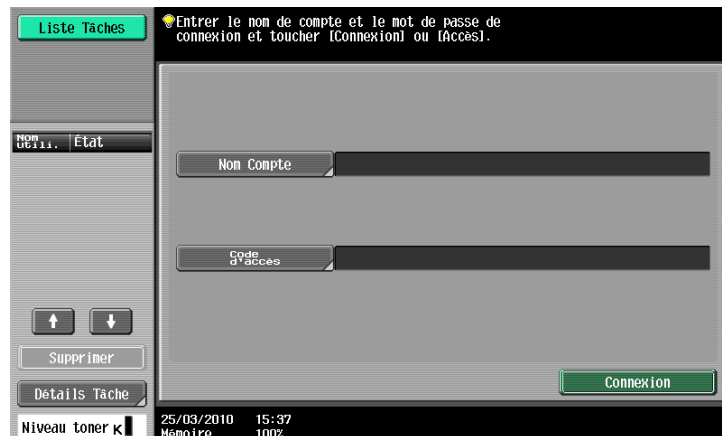 Liste Tâches
Entrer le nom de compte et le mot de passe de
connexion et toucher [Connexion] ou [Accès].
Nom
utili.
État
Nom Compte
Code
d'accès
Supprimer
Détails Tâche
Connexion
Niveau toner K
25/03/2010 15:37
Mémoire 100%